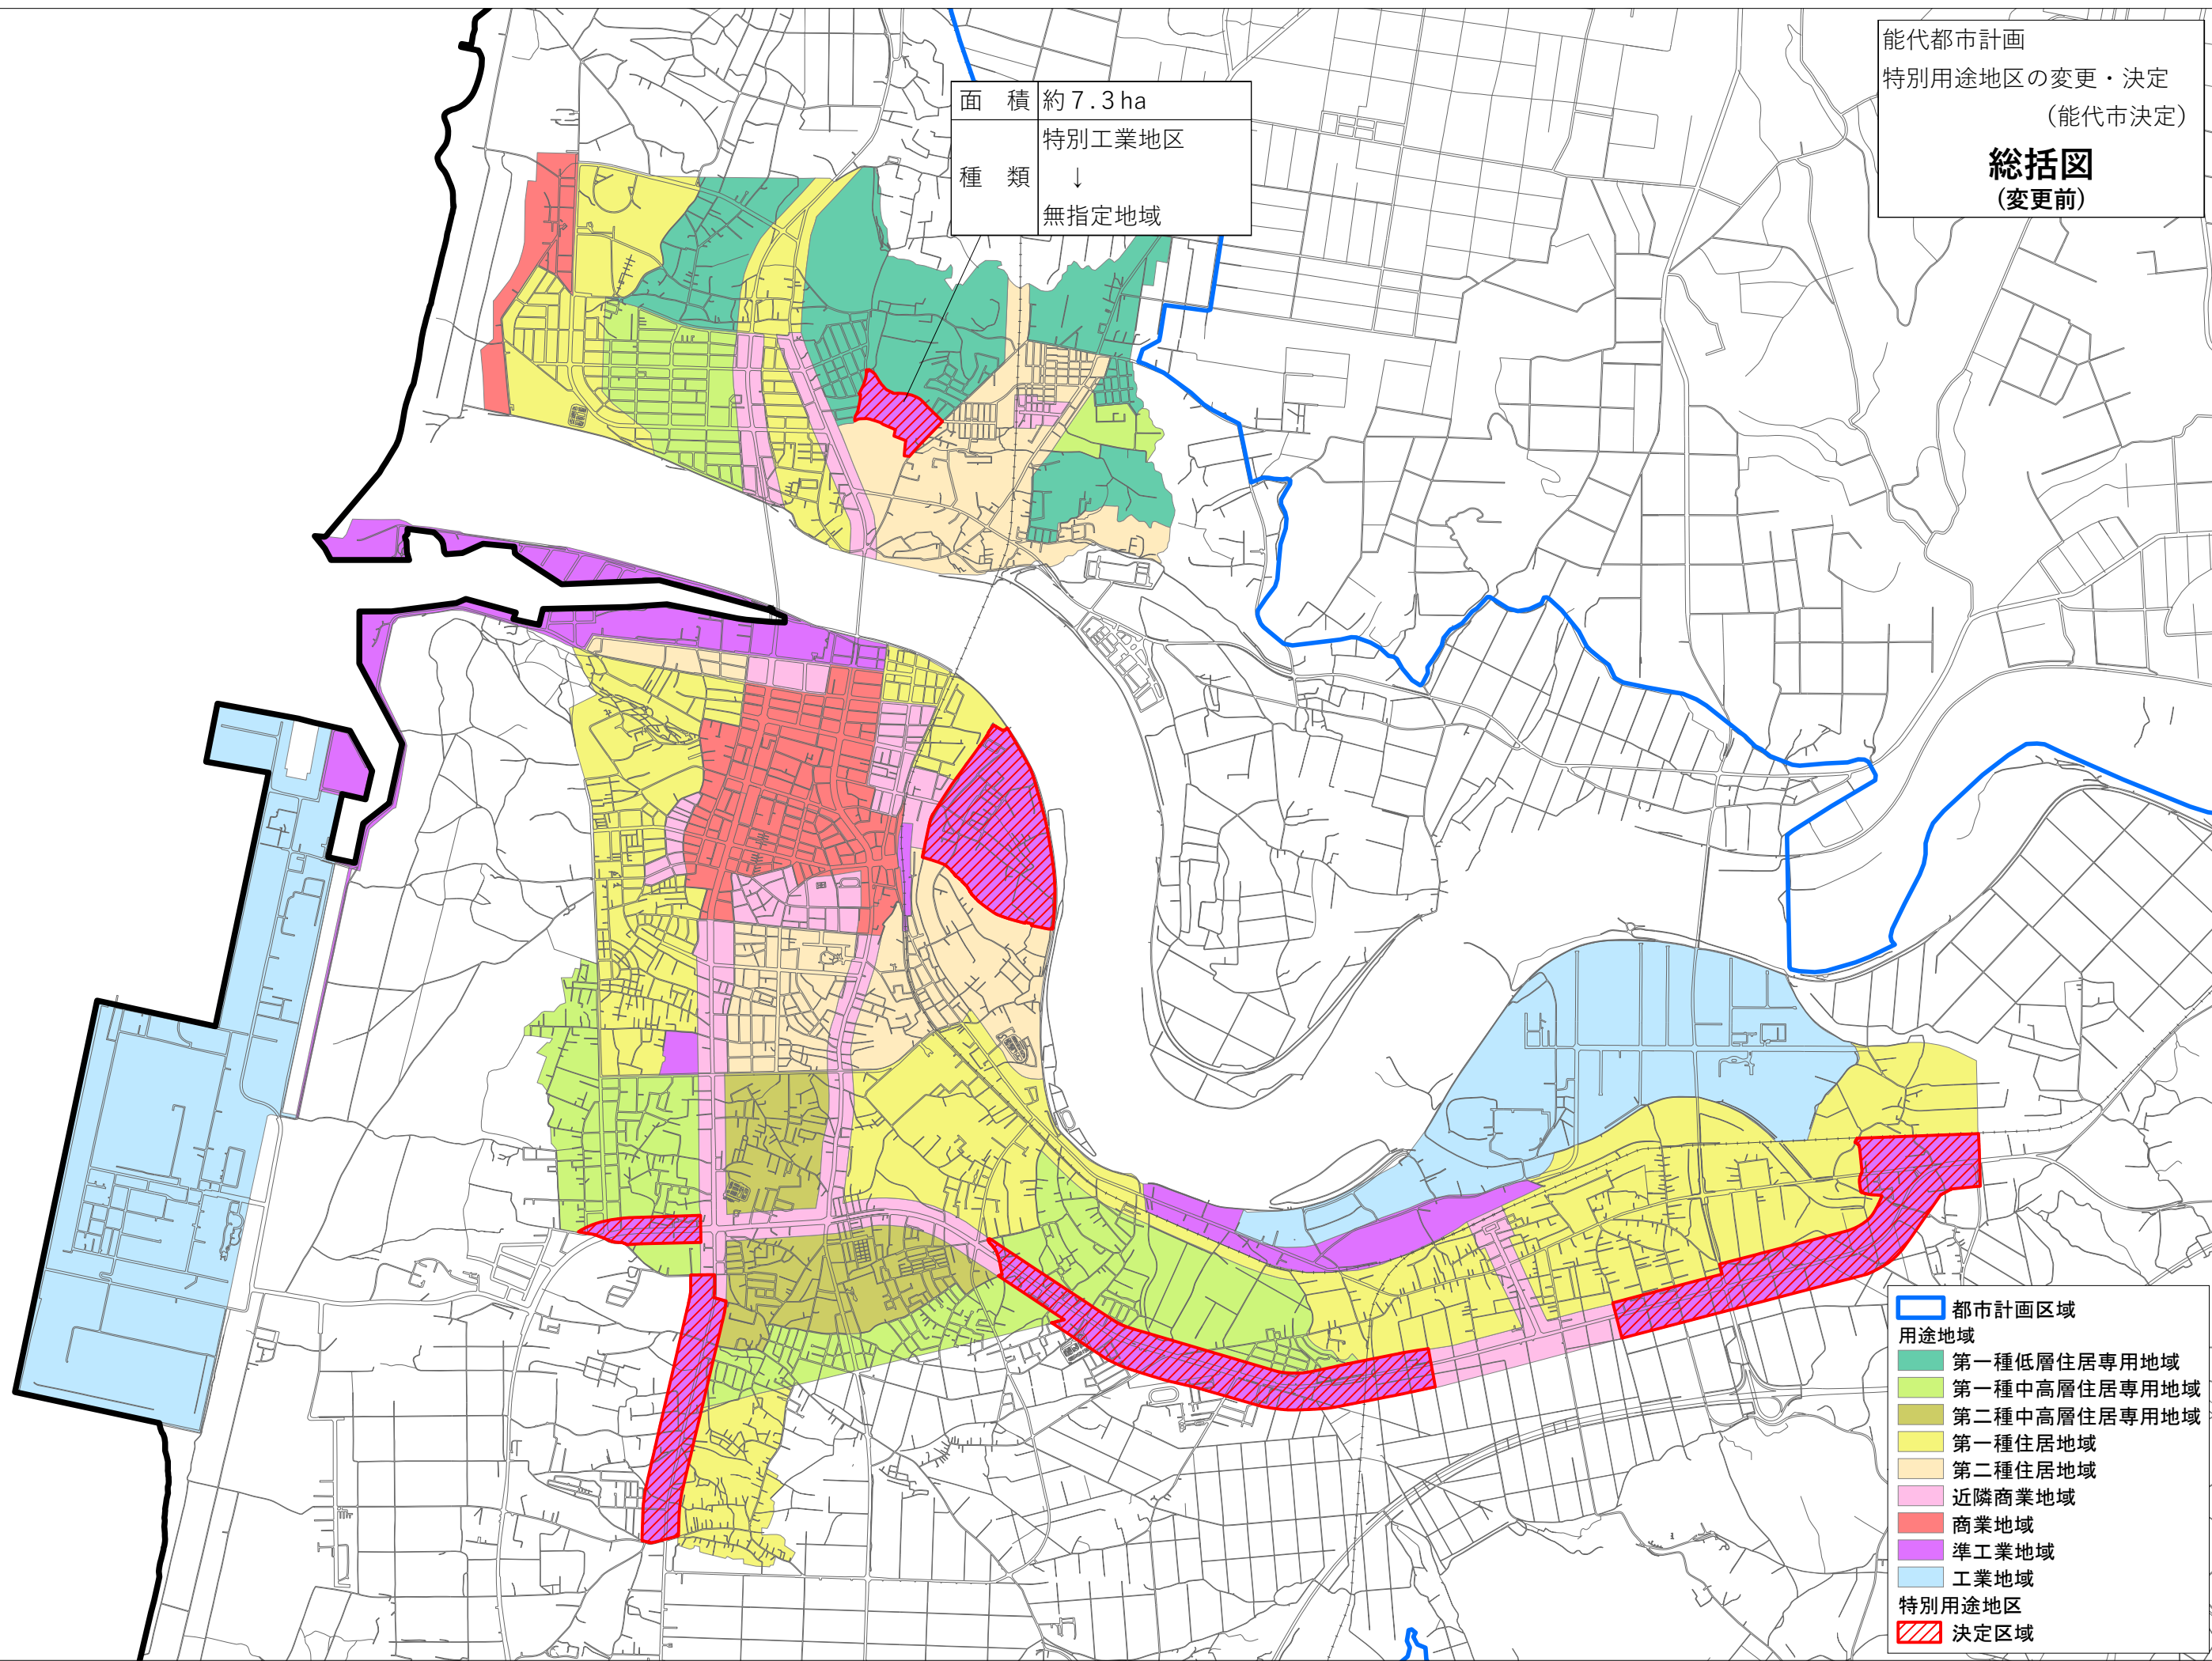 能代都市計画
特別用途地区の変更・決定
（能代市決定）
総括図
(変更前)
面　積 約７.３ha
種　類 特別工業地区
↓
無指定地域
都市計画区域
用途地域
第一種低層住居専用地域
第一種中高層住居専用地域
第二種中高層住居専用地域
第一種住居地域
第二種住居地域
近隣商業地域
商業地域
準工業地域
工業地域
特別用途地区
決定区域